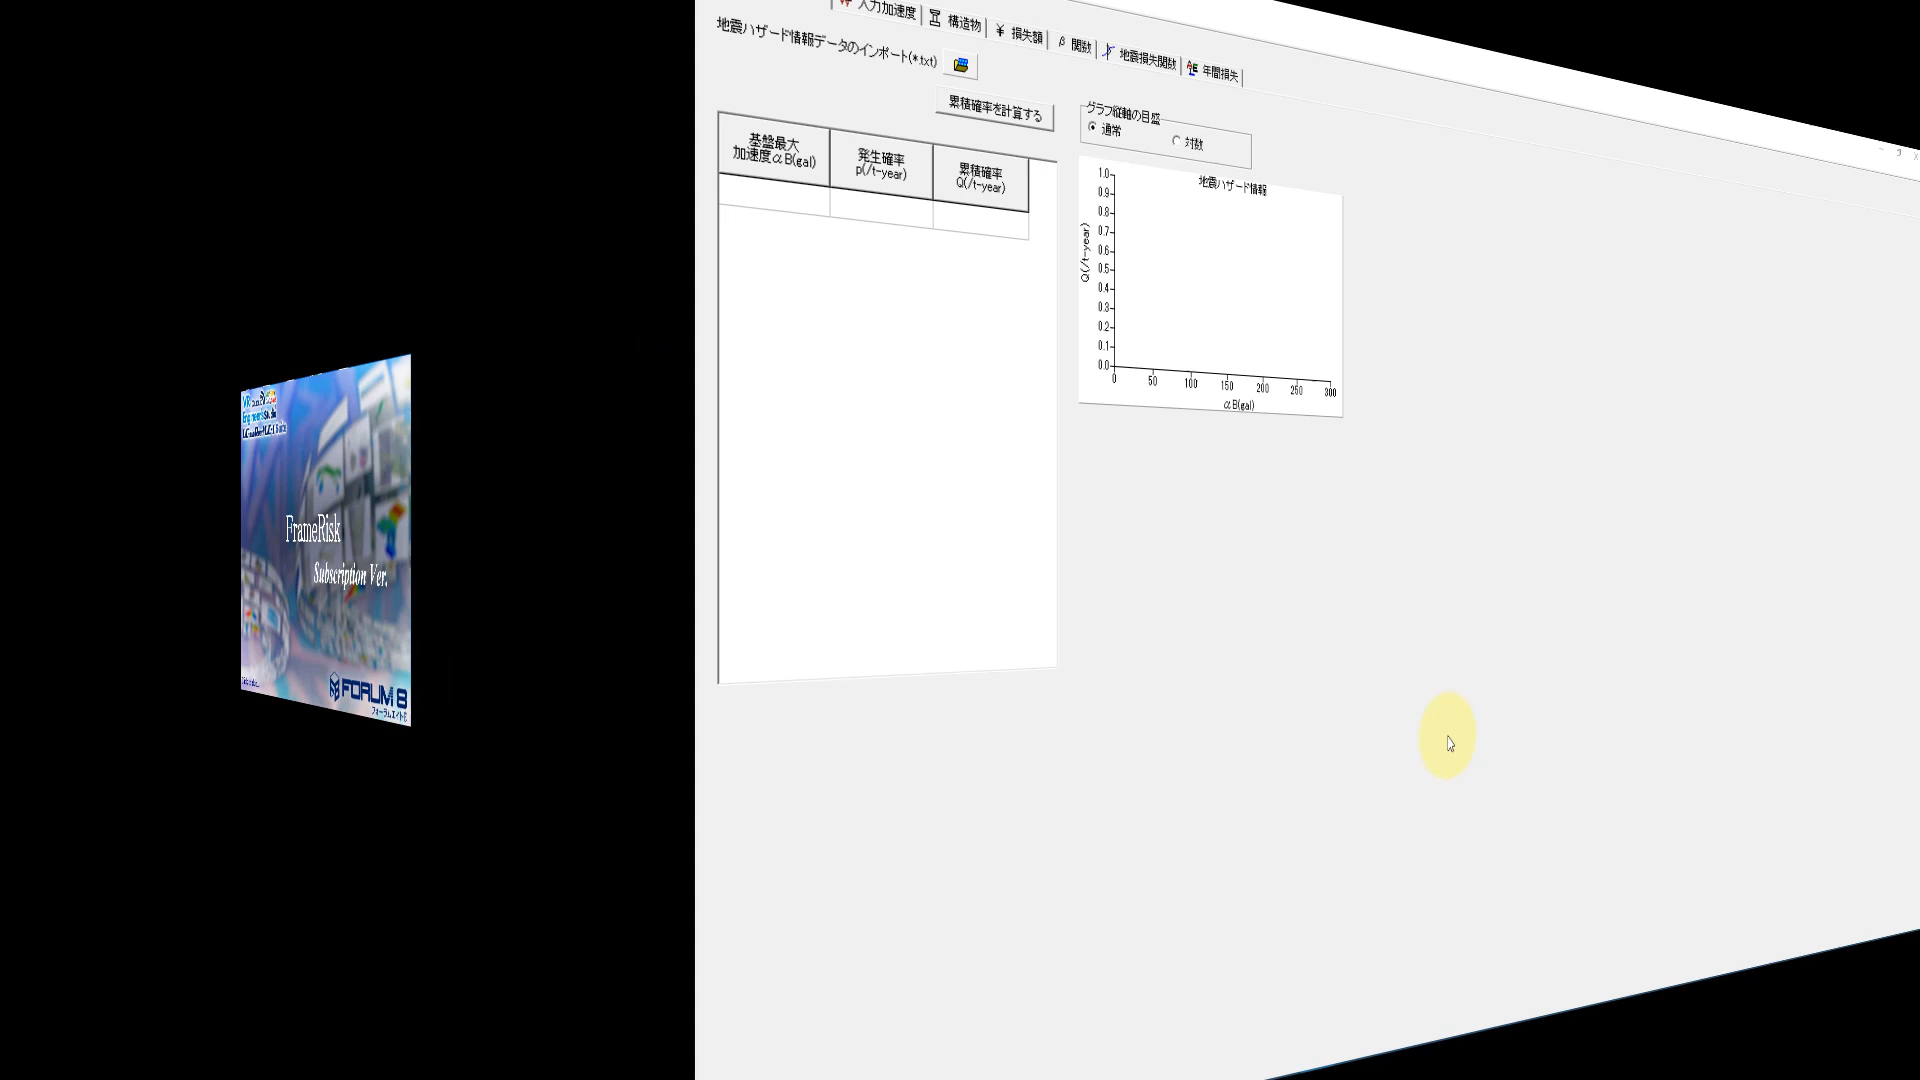 入力加速度
構造物
¥ 損失額
β 関数
地震損失関数
年間損失
地震ハザード情報データのインポート(*.txt)
累積確率を計算する
基盤最大
加速度αB(gal)
発生確率
p(/t-year)
累積確率
Q(/t-year)
グラフ縦軸の目盛
通常
対数
地震ハザード情報
Q(/t-year)
1.0
0.9
0.8
0.7
0.6
0.5
0.4
0.3
0.2
0.1
0.0
0 50 100 150 200 250 300
αB(gal)
FrameRisk
Subscription Ver.
FORUM 8
フォーラムエイト